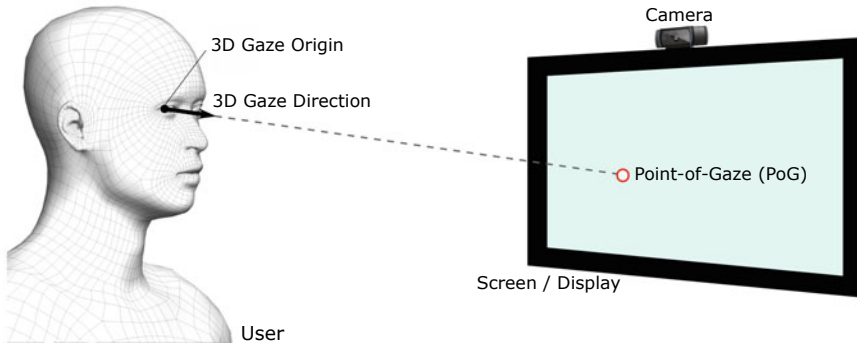 Camera
3D Gaze Origin
3D Gaze Direction
Point-of-Gaze (PoG)
Screen / Display
User